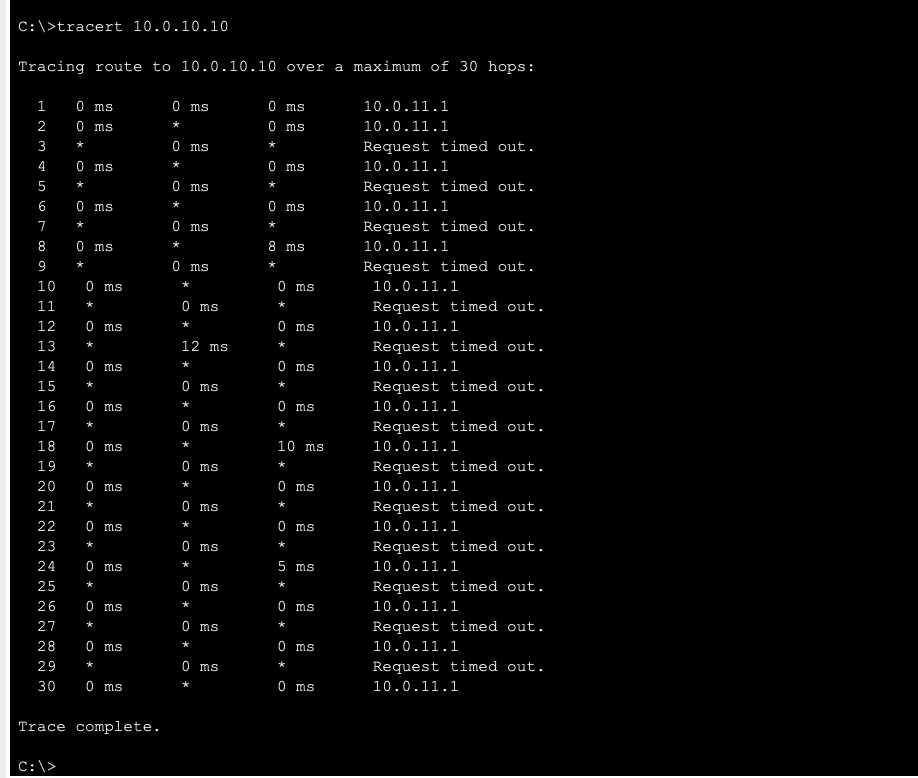 C:\>tracert 10.0.10.10
Tracing route to 10.0.10.10 over a maximum of 30 hops:
1 0 ms 0 ms 0 ms 10.0.11.1
2 0 ms * 0 ms 10.0.11.1
3 * 0 ms * Request timed out.
4 0 ms * 0 ms 10.0.11.1
5 * 0 ms * Request timed out.
6 0 ms * 0 ms 10.0.11.1
7 * 0 ms * Request timed out.
8 0 ms * 8 ms 10.0.11.1
9 * 0 ms * Request timed out.
10 0 ms * 0 ms 10.0.11.1
11 * 0 ms * Request timed out.
12 0 ms * 0 ms 10.0.11.1
13 * 12 ms * Request timed out.
14 0 ms * 0 ms 10.0.11.1
15 * 0 ms * Request timed out.
16 0 ms * 0 ms 10.0.11.1
17 * 0 ms * Request timed out.
18 0 ms * 10 ms 10.0.11.1
19 * 0 ms * Request timed out.
20 0 ms * 0 ms 10.0.11.1
21 * 0 ms * Request timed out.
22 0 ms * 0 ms 10.0.11.1
23 * 0 ms * Request timed out.
24 0 ms * 5 ms 10.0.11.1
25 * 0 ms * Request timed out.
26 0 ms * 0 ms 10.0.11.1
27 * 0 ms * Request timed out.
28 0 ms * 0 ms 10.0.11.1
29 * 0 ms * Request timed out.
30 0 ms * 0 ms 10.0.11.1
Trace complete.
C:\>